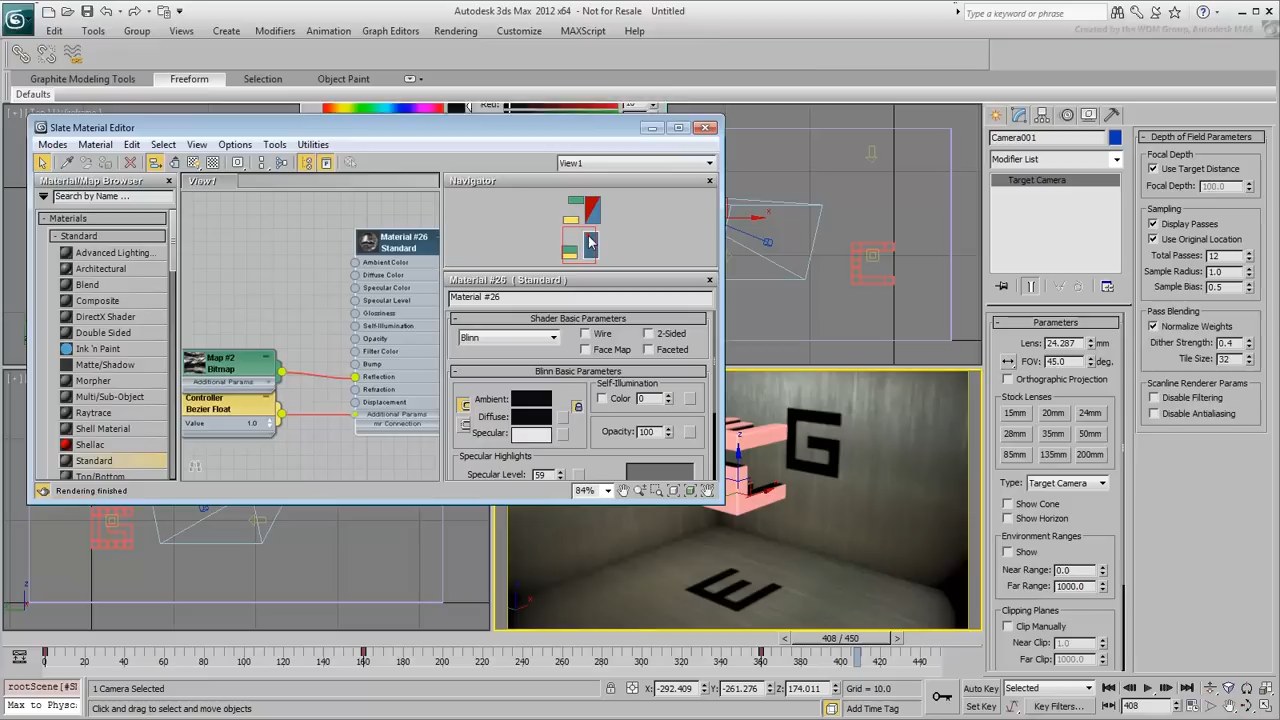 Autodesk 3ds Max 2012 x64 - Not for Resale Untitled
Type a keyword or phrase
Created by the WDM Group, Autodesk M&E
Edit Tools Group Views Create Modifiers Animation Graph Editors Rendering Customize MAXScript Help
Graphite Modeling Tools Freeform Selection Object Paint
Defaults
Red:
Slate Material Editor
Modes Material Edit Select View Options Tools Utilities
View1
Material/Map Browser
Search by Name ...
Materials
Standard
Advanced Lighting...
Architectural
Blend
Composite
DirectX Shader
Double Sided
Ink 'n Paint
Matte/Shadow
Morpher
Multi/Sub-Object
Raytrace
Shell Material
Shellac
Standard
Top/Bottom
View1
Material #26
Standard
Ambient Color
Diffuse Color
Specular Color
Specular Level
Glossiness
Self-Illumination
Opacity
Filter Color
Bump
Reflection
Refraction
Displacement
Additional Params
mr Connection
Map #2
Bitmap
Additional Params
Controller
Bezier Float
Value 1.0
Navigator
Material #26 ( Standard )
Material #26
Shader Basic Parameters
Blinn
Wire
2-Sided
Face Map
Faceted
Blinn Basic Parameters
Ambient:
Diffuse:
Specular:
Self-Illumination
Color 0
Opacity: 100
Specular Highlights
Specular Level: 59
Rendering finished
84%
G
Camera001
Modifier List
Target Camera
Parameters
Lens: 24.287 mm
FOV: 45.0 deg.
Orthographic Projection
Stock Lenses
15mm 20mm 24mm
28mm 35mm 50mm
85mm 135mm 200mm
Type: Target Camera
Show Cone
Show Horizon
Environment Ranges
Show
Near Range: 0.0
Far Range: 1000.0
Clipping Planes
Clip Manually
Near Clip: 1.0
Far Clip: 1000.0
Depth of Field Parameters
Focal Depth
Use Target Distance
Focal Depth: 100.0
Sampling
Display Passes
Use Original Location
Total Passes: 12
Sample Radius: 1.0
Sample Bias: 0.5
Pass Blending
Normalize Weights
Dither Strength: 0.4
Tile Size: 32
Scanline Renderer Params
Disable Filtering
Disable Antialiasing
408 / 450
0 20 40 60 80 100 120 140 160 180 200 220 240 260 280 300 320 340 360 380 400 420 440
rootScene[#S
Max to Physc
1 Camera Selected
Click and drag to select and move objects
X: -292.409 Y: -261.276 Z: 174.011 Grid = 10.0
Add Time Tag
Auto Key Selected
Set Key Key Filters...
408